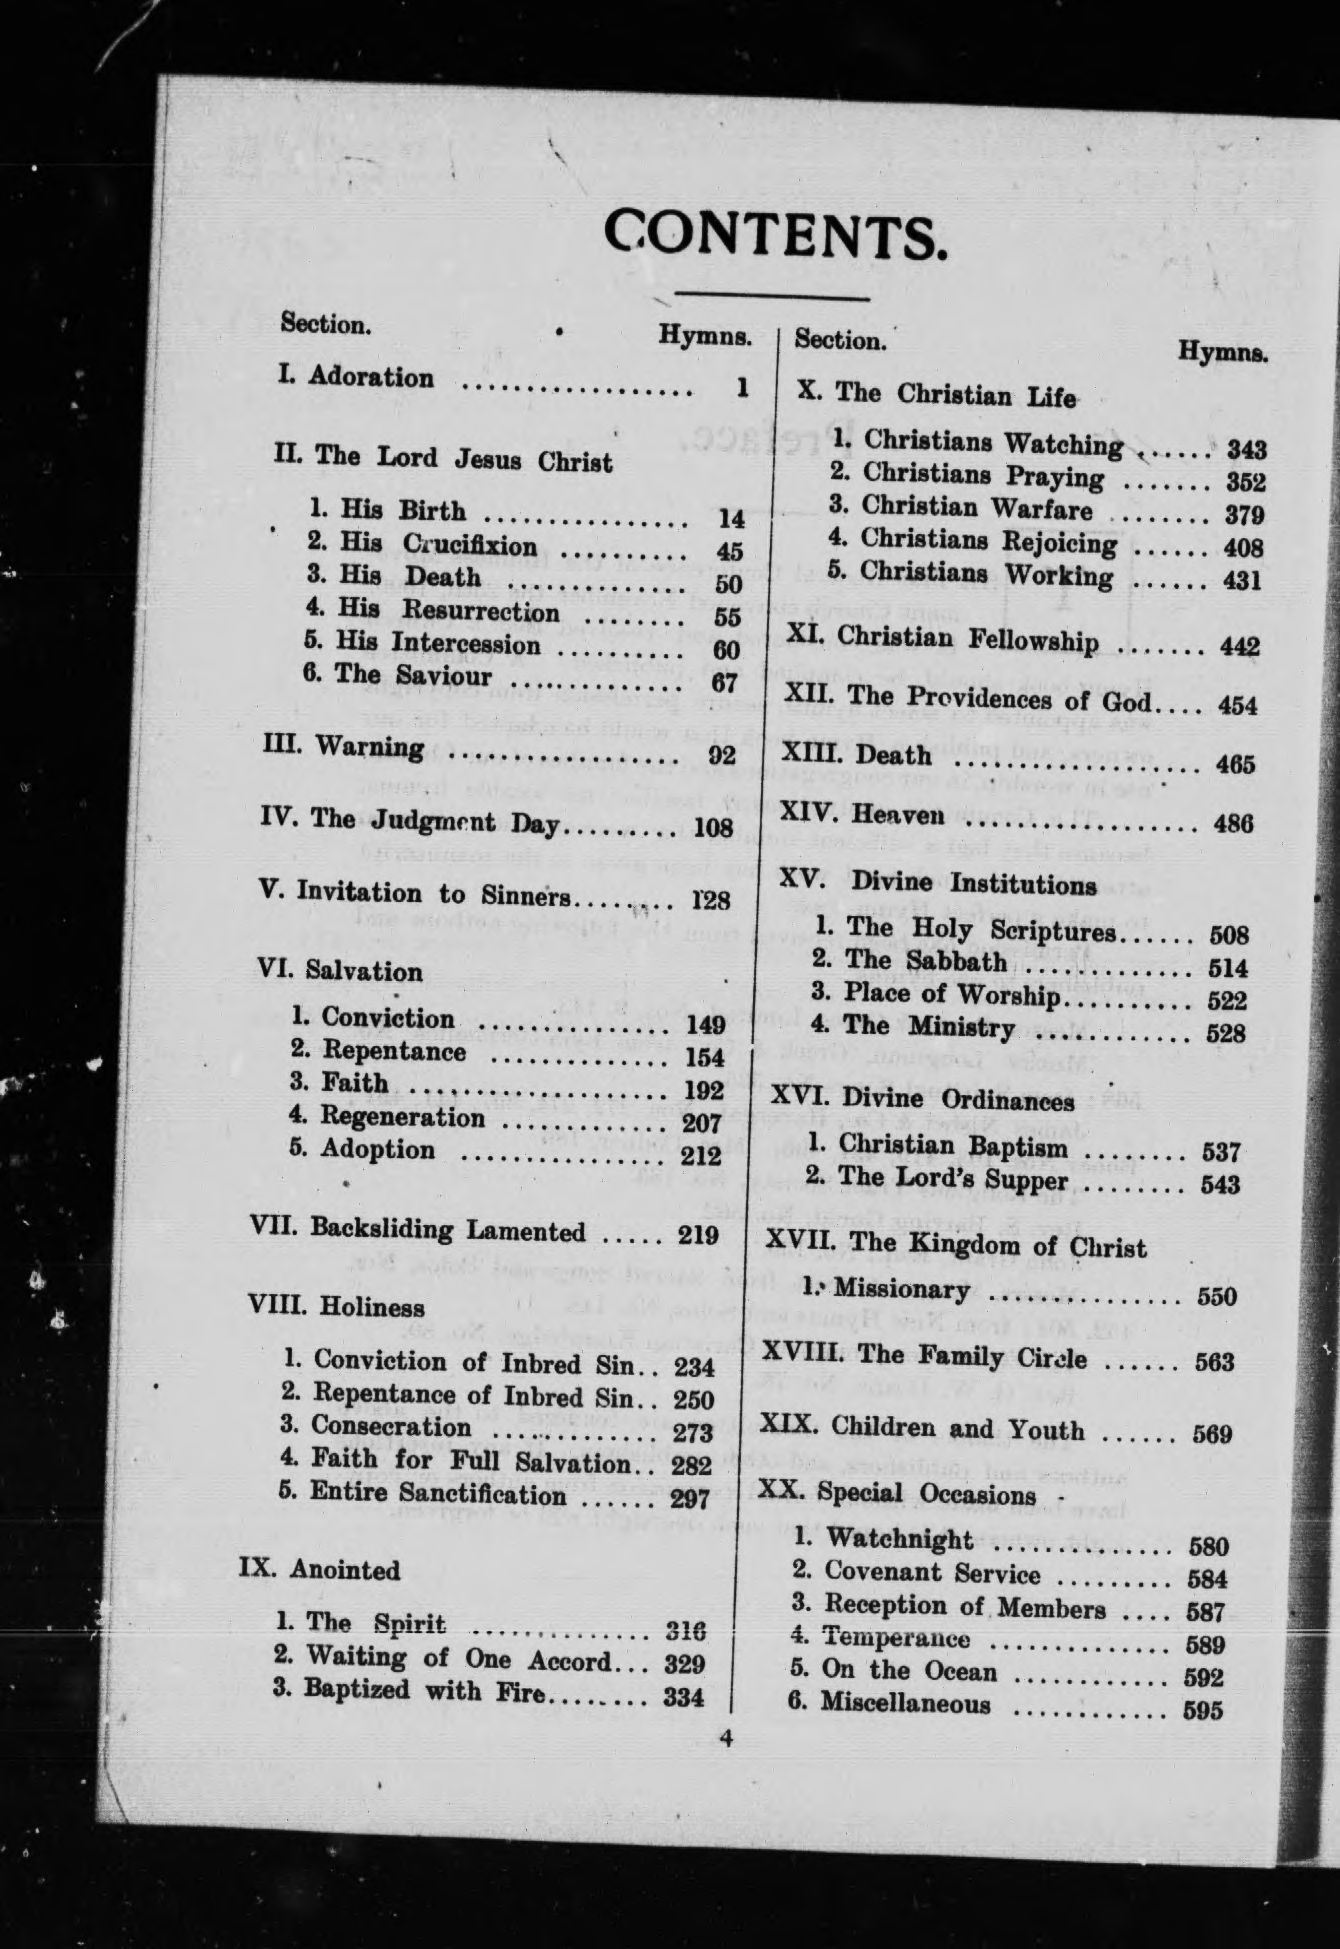 CONTENTS.
Section. Hymns.
I. Adoration .................. 1
II. The Lord Jesus Christ
1. His Birth ................ 14
2. His Crucifixion .......... 45
3. His Death .............. 50
4. His Resurrection ........ 55
5. His Intercession .......... 60
6. The Saviour .............. 67
III. Warning .................. 92
IV. The Judgment Day......... 108
V. Invitation to Sinners........ 128
VI. Salvation
1. Conviction ............... 149
2. Repentance .............. 154
3. Faith .................... 192
4. Regeneration ............. 207
5. Adoption ................ 212
VII. Backsliding Lamented ..... 219
VIII. Holiness
1. Conviction of Inbred Sin.. 234
2. Repentance of Inbred Sin.. 250
3. Consecration ............. 273
4. Faith for Full Salvation.. 282
5. Entire Sanctification ...... 297
IX. Anointed
1. The Spirit .............. 316
2. Waiting of One Accord... 329
3. Baptized with Fire........ 334
Section. Hymns.
X. The Christian Life
1. Christians Watching ...... 343
2. Christians Praying ....... 352
3. Christian Warfare ........ 379
4. Christians Rejoicing ...... 408
5. Christians Working ...... 431
XI. Christian Fellowship ....... 442
XII. The Providences of God.... 454
XIII. Death ................... 465
XIV. Heaven .................. 486
XV. Divine Institutions
1. The Holy Scriptures...... 508
2. The Sabbath ............. 514
3. Place of Worship.......... 522
4. The Ministry ............ 528
XVI. Divine Ordinances
1. Christian Baptism ........ 537
2. The Lord's Supper ........ 543
XVII. The Kingdom of Christ
1. Missionary ............... 550
XVIII. The Family Circle ...... 563
XIX. Children and Youth ...... 569
XX. Special Occasions
1. Watchnight .............. 580
2. Covenant Service ......... 584
3. Reception of Members .... 587
4. Temperance .............. 589
5. On the Ocean ............ 592
6. Miscellaneous ............ 595
4